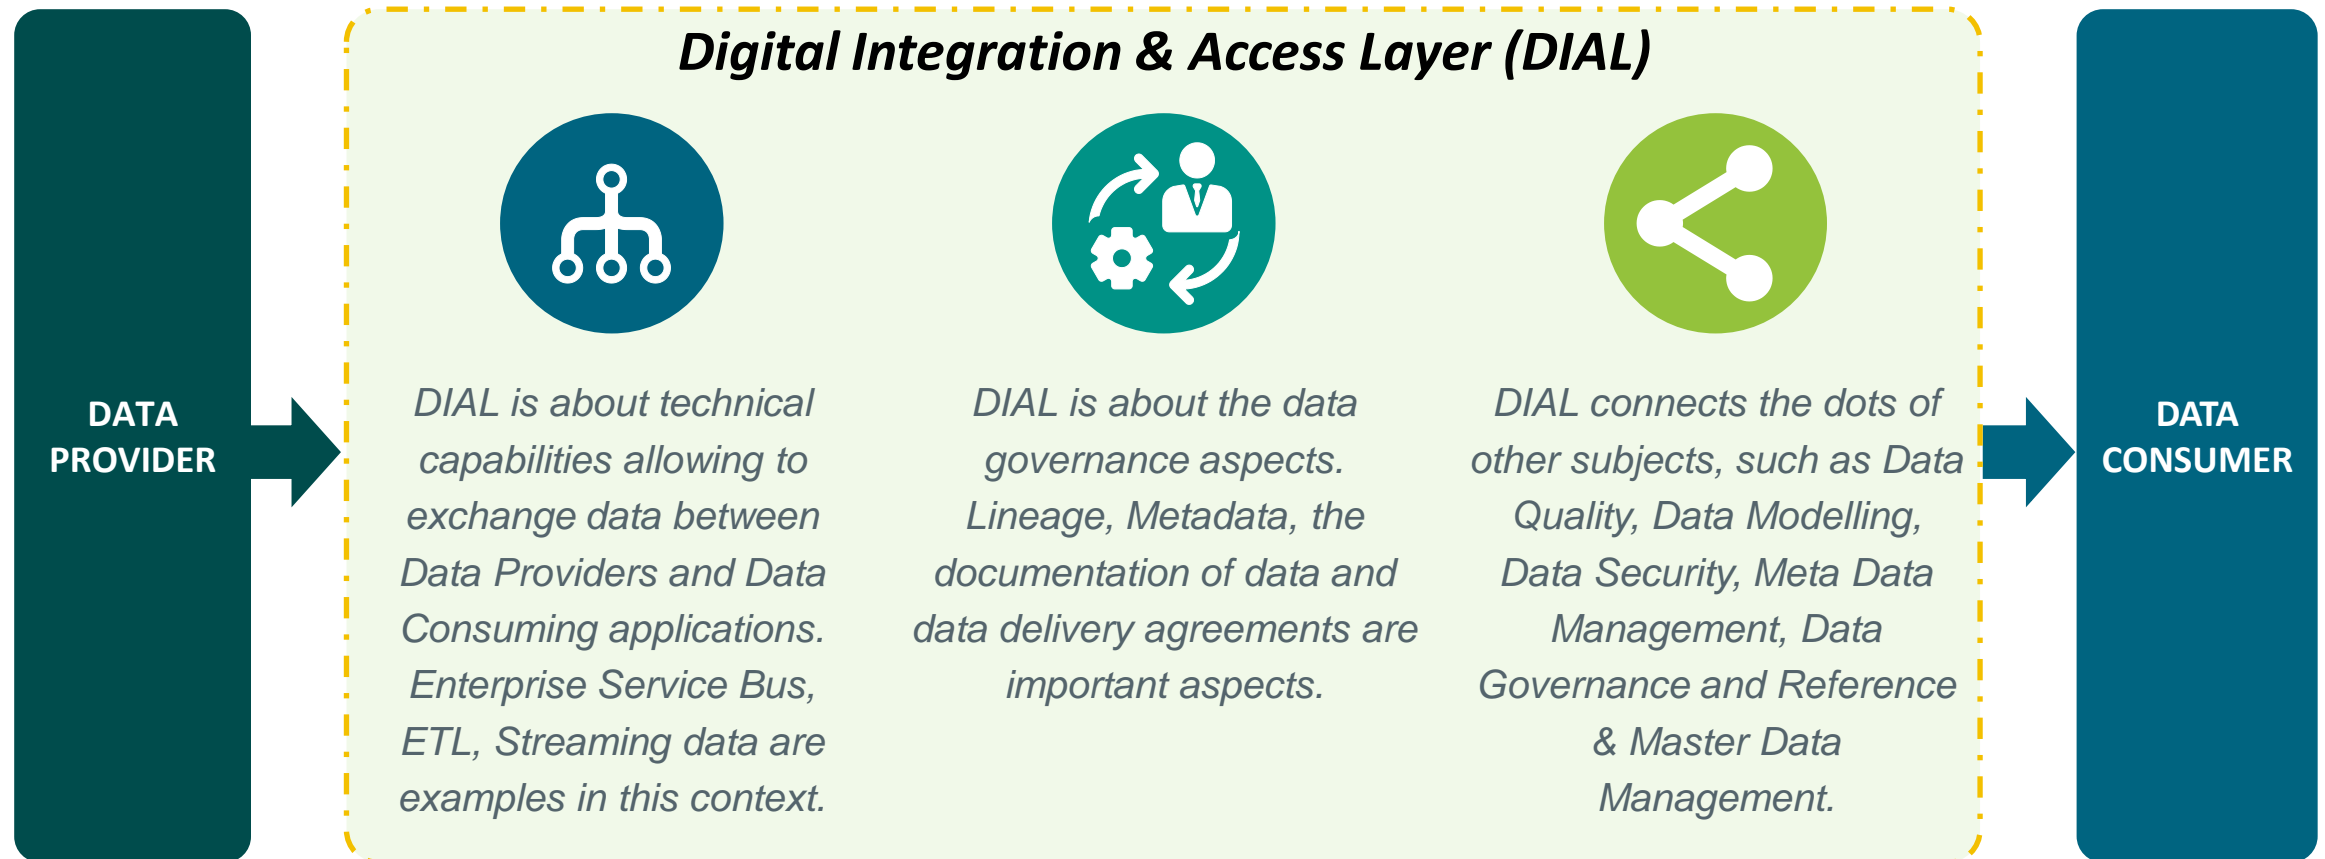 Digital Integration & Access Layer (DIAL)
DATA
PROVIDER
DIAL is about technical
capabilities allowing to
exchange data between
Data Providers and Data
Consuming applications.
Enterprise Service Bus,
ETL, Streaming data are
examples in this context.
DIAL is about the data
governance aspects.
Lineage, Metadata, the
documentation of data and
data delivery agreements are
important aspects.
DIAL connects the dots of
other subjects, such as Data
Quality, Data Modelling,
Data Security, Meta Data
Management, Data
Governance and Reference
& Master Data
Management.
DATA
CONSUMER